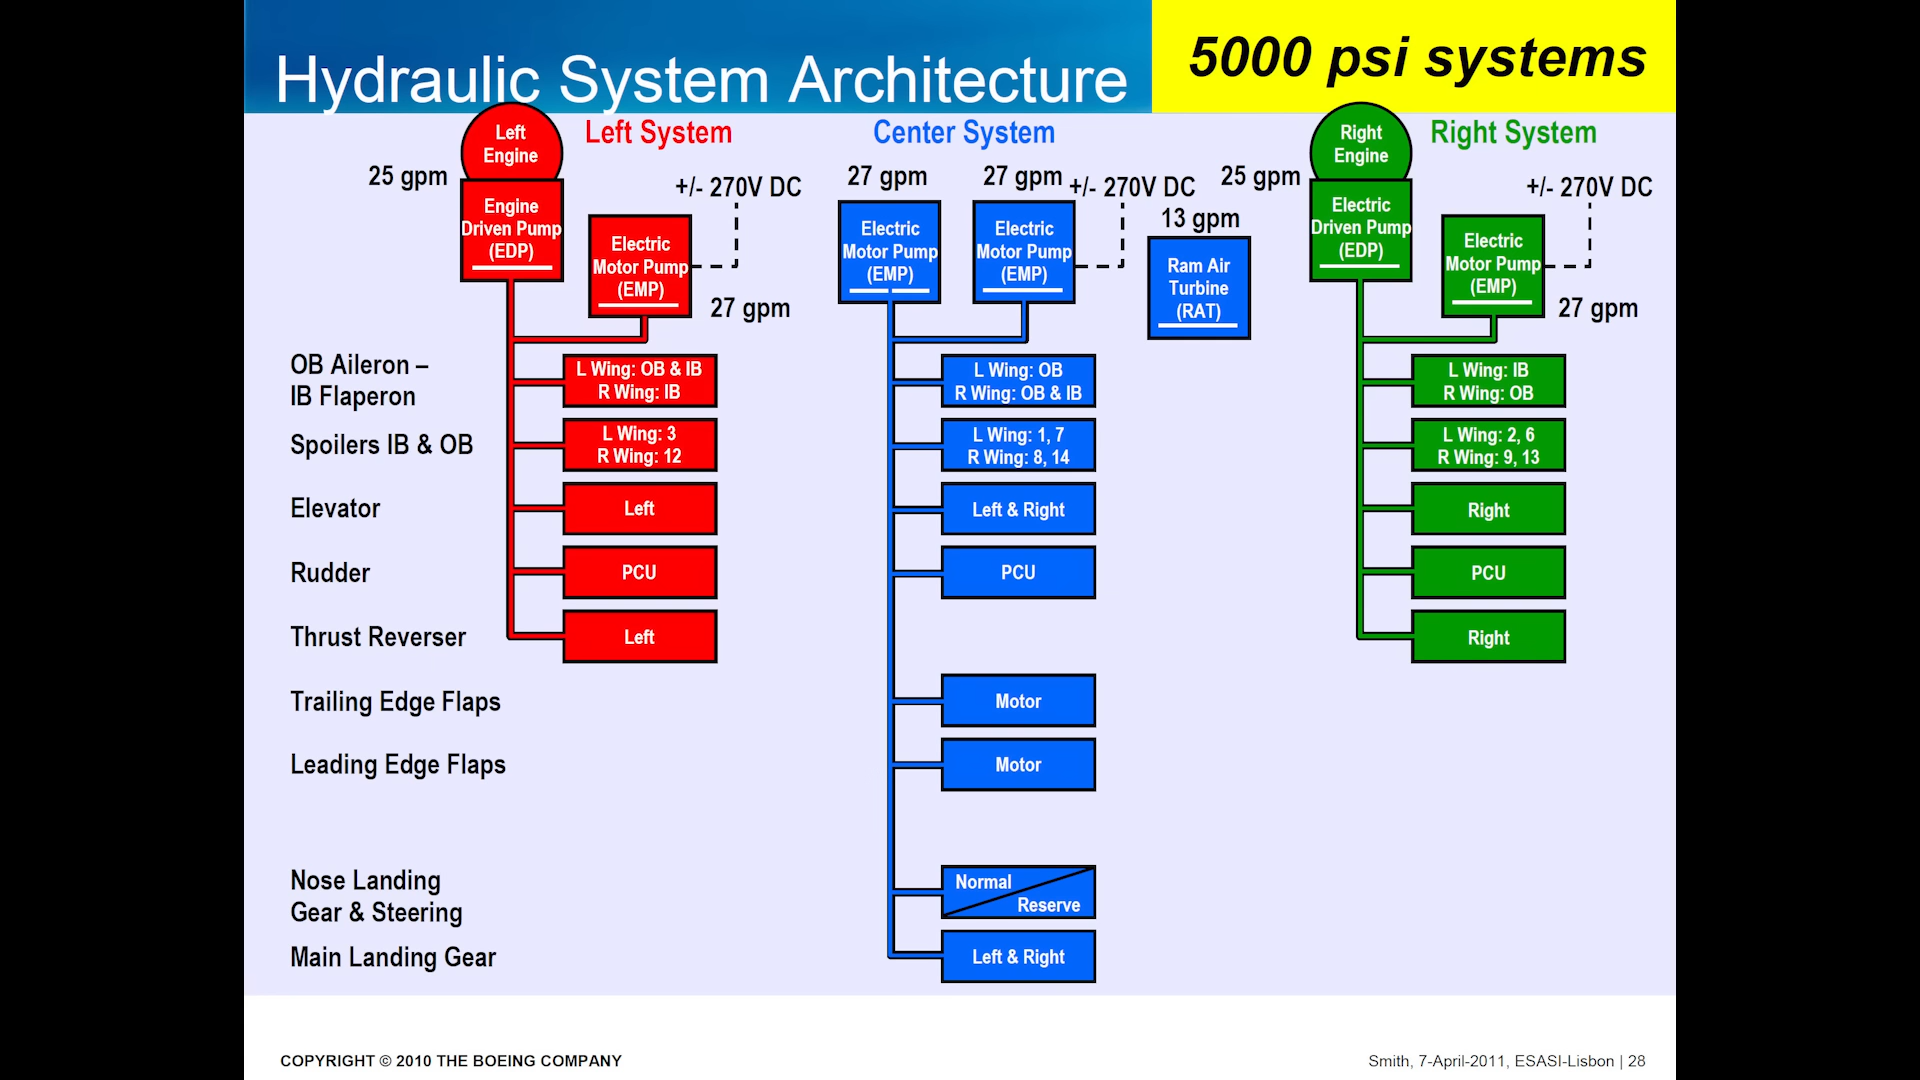 Hydraulic System Architecture
5000 psi systems
Left
Engine
Left System
Center System
Right
Engine
Right System
25 gpm
Engine
Driven Pump
(EDP)
+/- 270V DC
Electric
Motor Pump
(EMP)
27 gpm
27 gpm
Electric
Motor Pump
(EMP)
27 gpm
Electric
Motor Pump
(EMP)
+/- 270V DC
13 gpm
Ram Air
Turbine
(RAT)
25 gpm
Electric
Driven Pump
(EDP)
+/- 270V DC
Electric
Motor Pump
(EMP)
27 gpm
OB Aileron –
IB Flaperon
L Wing: OB & IB
R Wing: IB
L Wing: OB
R Wing: OB & IB
L Wing: IB
R Wing: OB
Spoilers IB & OB
L Wing: 3
R Wing: 12
L Wing: 1, 7
R Wing: 8, 14
L Wing: 2, 6
R Wing: 9, 13
Elevator
Left
Left & Right
Right
Rudder
PCU
PCU
PCU
Thrust Reverser
Left
Right
Trailing Edge Flaps
Motor
Leading Edge Flaps
Motor
Nose Landing
Gear & Steering
Normal
Reserve
Main Landing Gear
Left & Right
COPYRIGHT © 2010 THE BOEING COMPANY
Smith, 7-April-2011, ESASI-Lisbon | 28